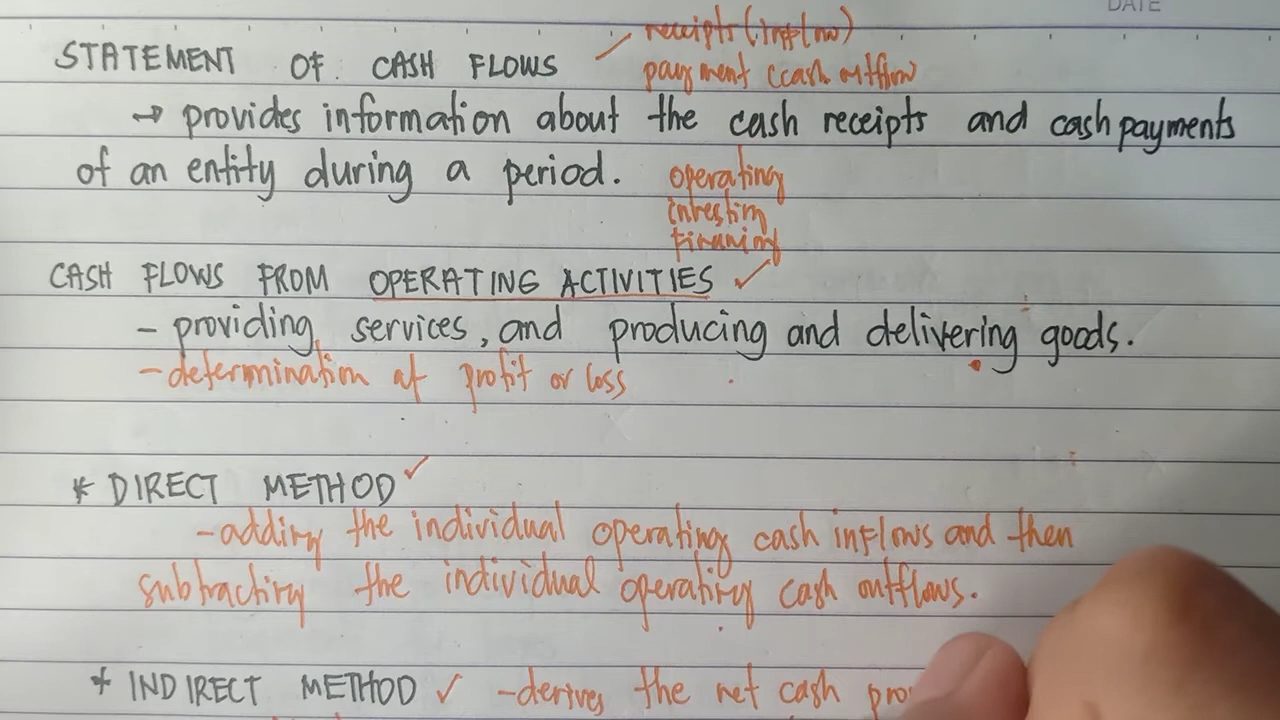 DATE
receipts (inflow)
STATEMENT OF CASH FLOWS
payment (cash outflow
→ provides information about the cash receipts and cash payments
of an entity during a period.
operating
investing
financing
CASH FLOWS FROM OPERATING ACTIVITIES ✓
- providing services, and producing and delivering goods.
- determination of profit or loss
* DIRECT METHOD ✓
- adding the individual operating cash inflows and then
subtracting the individual operating cash outflows.
* INDIRECT METHOD ✓ - derives the net cash